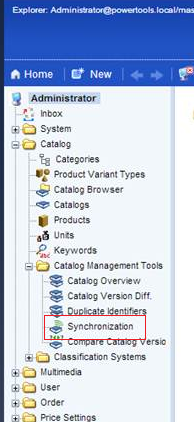 Explorer: Administrator@powertools.local/mas
Home New
Administrator
Inbox
System
Catalog
Categories
Product Variant Types
Catalog Browser
Catalogs
Products
Units
Keywords
Catalog Management Tools
Catalog Overview
Catalog Version Diff.
Duplicate Identifiers
Synchronization
Compare Catalog Versio
Classification Systems
Multimedia
User
Order
Price Settings